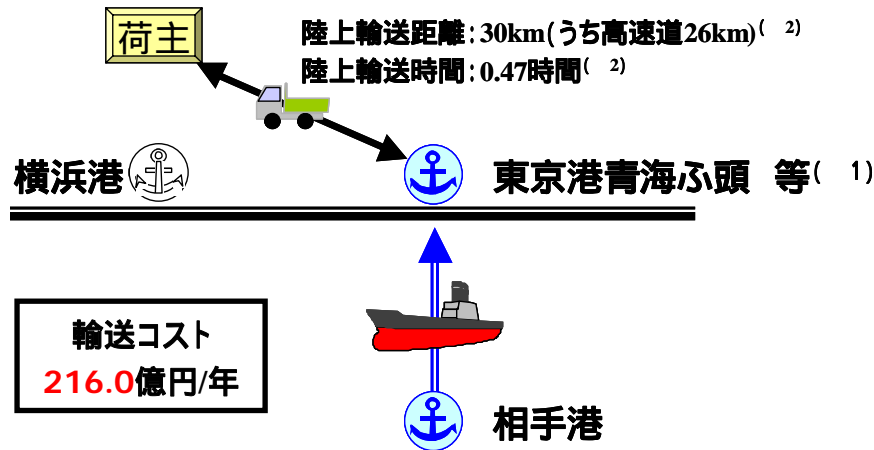 荷主
陸上輸送距離：30km(うち高速道26km)( 2)
陸上輸送時間：0.47時間( 2)
横浜港
東京港青海ふ頭 等( 1)
輸送コスト
216.0億円/年
相手港